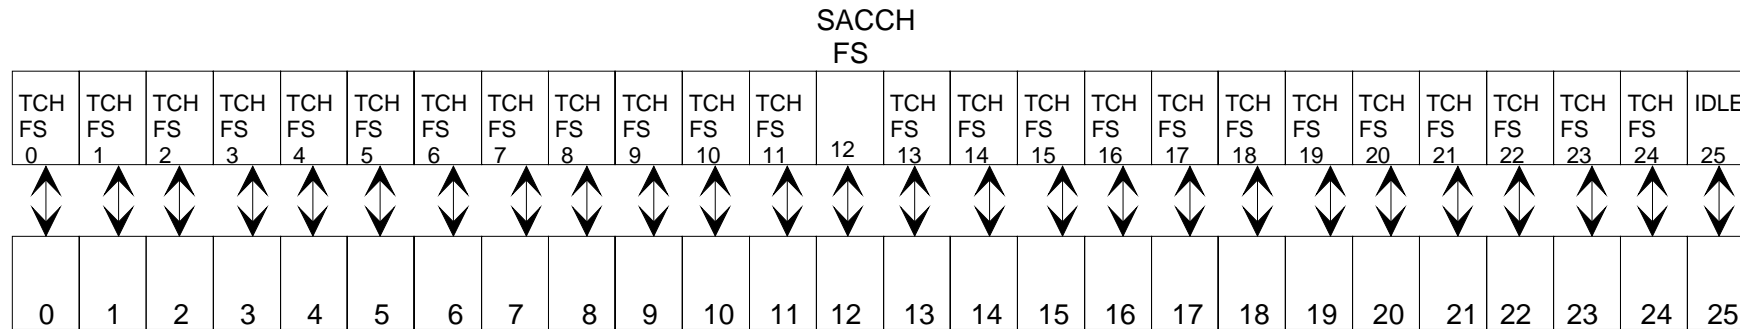 SACCH
FS
TCH TCH TCH TCH TCH TCH TCH TCH TCH TCH TCH TCH TCH TCH TCH TCH TCH TCH TCH TCH TCH TCH TCH TCH IDLE
FS FS FS FS FS FS FS FS FS FS FS FS FS FS FS FS FS FS FS FS FS FS FS FS
0 1 2 3 4 5 6 7 8 9 10 11 12 13 14 15 16 17 18 19 20 21 22 23 24 25
0 1 2 3 4 5 6 7 8 9 10 11 12 13 14 15 16 17 18 19 20 21 22 23 24 25